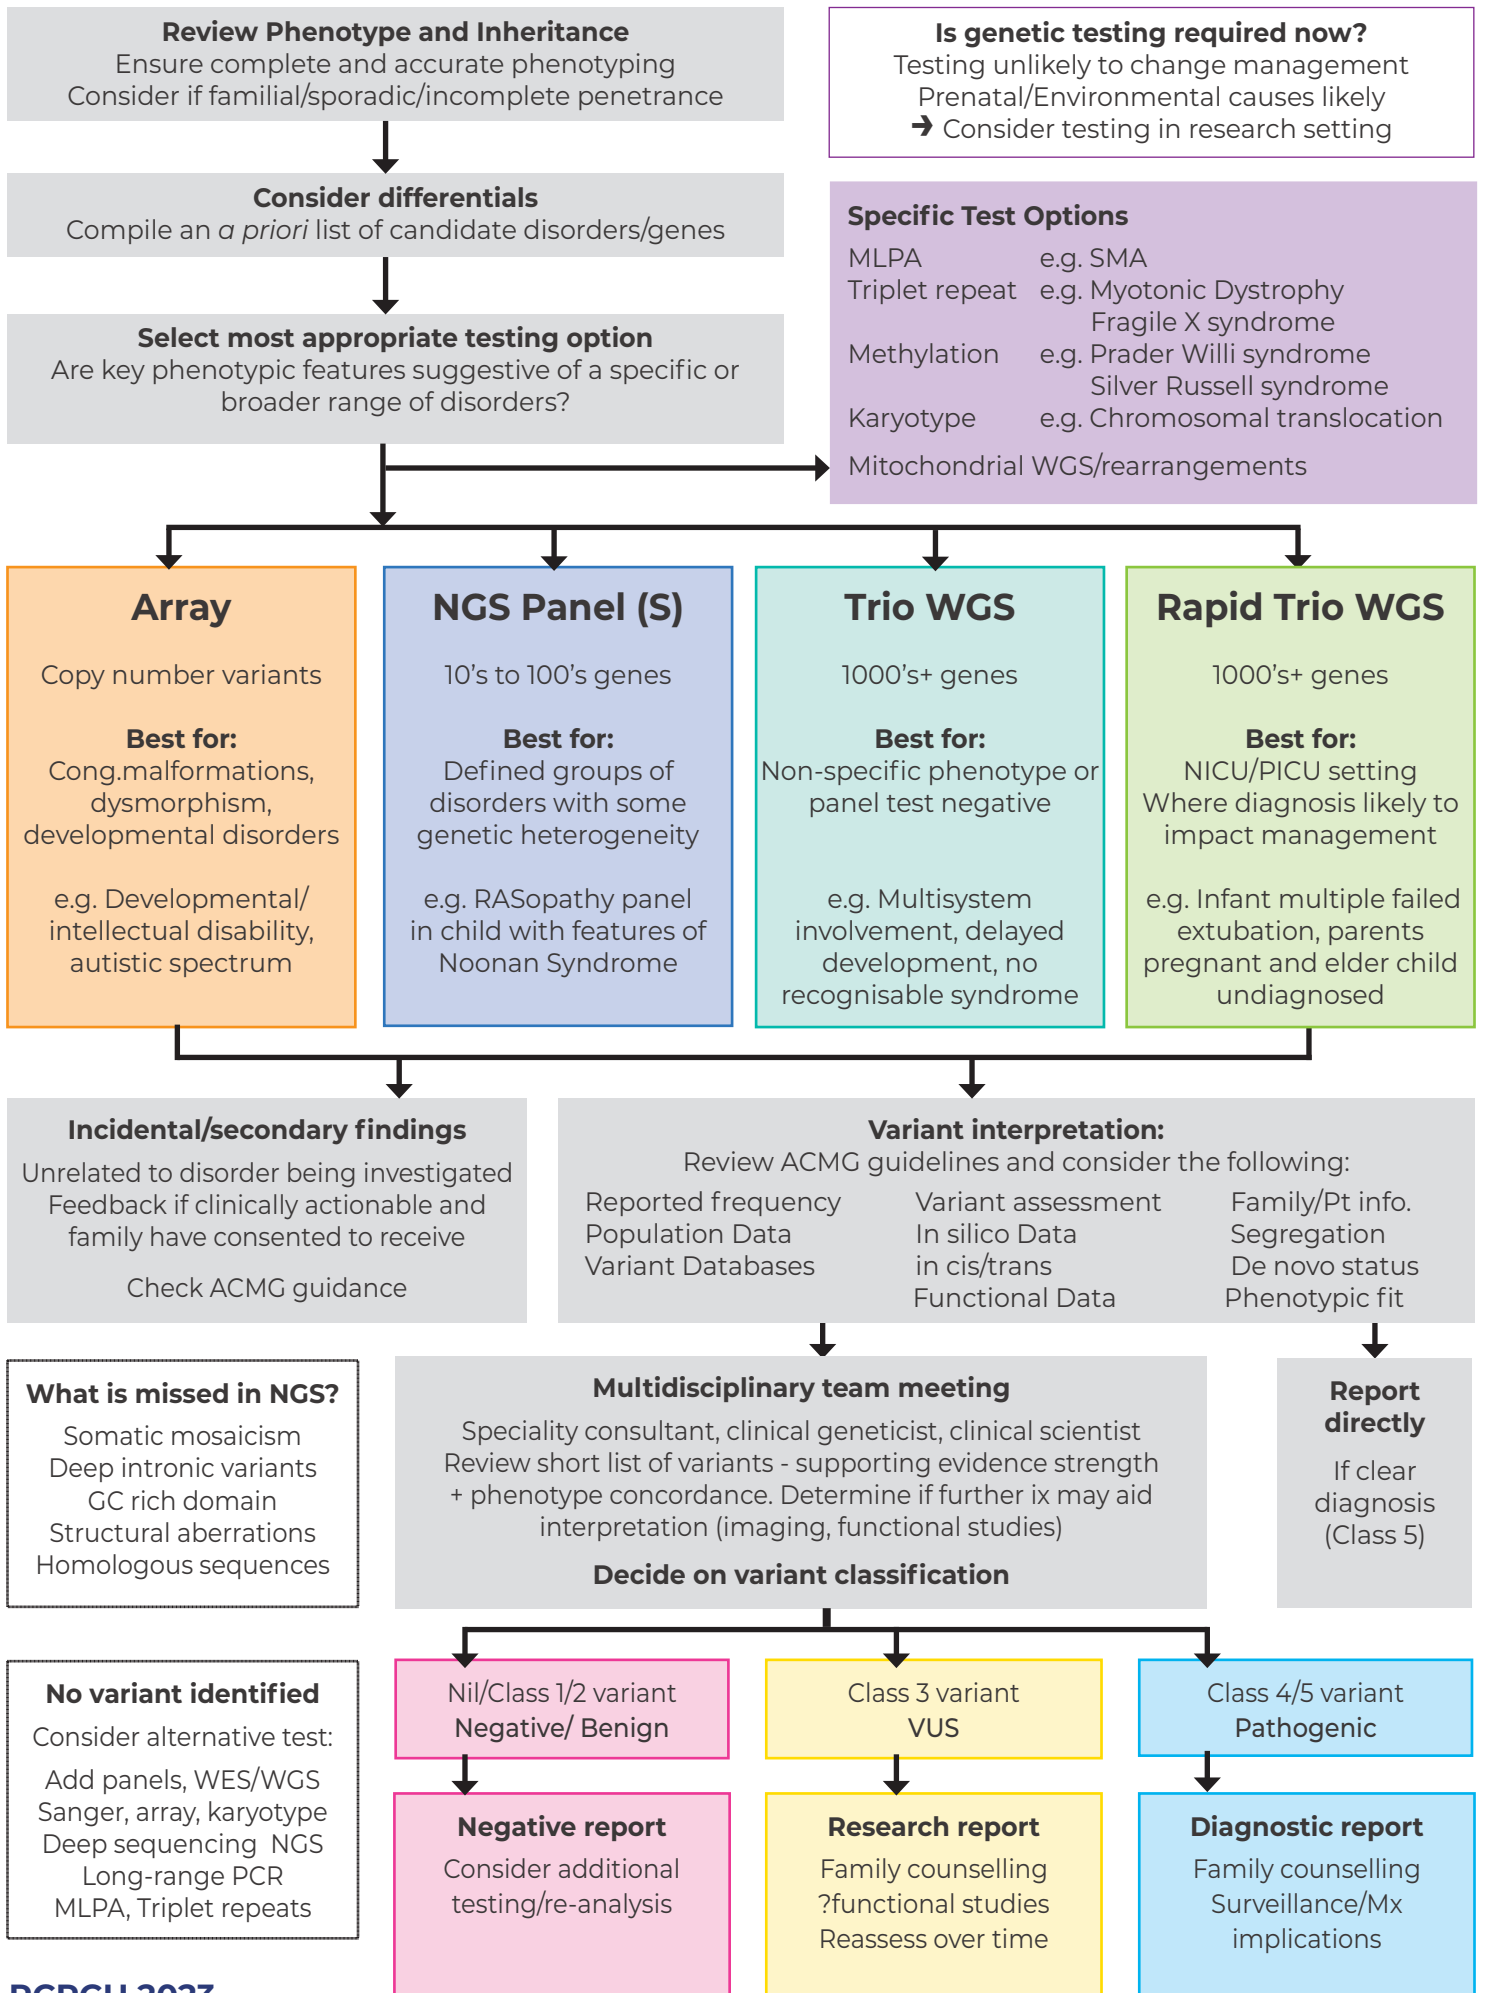 Review Phenotype and Inheritance
Ensure complete and accurate phenotyping
Consider if familial/sporadic/incomplete penetrance
Is genetic testing required now?
Testing unlikely to change management
Prenatal/Environmental causes likely
➔ Consider testing in research setting
Consider differentials
Compile an a priori list of candidate disorders/genes
Select most appropriate testing option
Are key phenotypic features suggestive of a specific or
broader range of disorders?
Specific Test Options
MLPA e.g. SMA
Triplet repeat e.g. Myotonic Dystrophy
Fragile X syndrome
Methylation e.g. Prader Willi syndrome
Silver Russell syndrome
Karyotype e.g. Chromosomal translocation
Mitochondrial WGS/rearrangements
Array
Copy number variants
Best for:
Cong.malformations,
dysmorphism,
developmental disorders
e.g. Developmental/
intellectual disability,
autistic spectrum
NGS Panel (S)
10's to 100's genes
Best for:
Defined groups of
disorders with some
genetic heterogeneity
e.g. RASopathy panel
in child with features of
Noonan Syndrome
Trio WGS
1000's+ genes
Best for:
Non-specific phenotype or
panel test negative
e.g. Multisystem
involvement, delayed
development, no
recognisable syndrome
Rapid Trio WGS
1000's+ genes
Best for:
NICU/PICU setting
Where diagnosis likely to
impact management
e.g. Infant multiple failed
extubation, parents
pregnant and elder child
undiagnosed
Incidental/secondary findings
Unrelated to disorder being investigated
Feedback if clinically actionable and
family have consented to receive
Check ACMG guidance
Variant interpretation:
Review ACMG guidelines and consider the following:
Reported frequency
Population Data
Variant Databases
Variant assessment
In silico Data
in cis/trans
Functional Data
Family/Pt info.
Segregation
De novo status
Phenotypic fit
What is missed in NGS?
Somatic mosaicism
Deep intronic variants
GC rich domain
Structural aberrations
Homologous sequences
Multidisciplinary team meeting
Speciality consultant, clinical geneticist, clinical scientist
Review short list of variants - supporting evidence strength
+ phenotype concordance. Determine if further ix may aid
interpretation (imaging, functional studies)
Decide on variant classification
Report
directly
If clear
diagnosis
(Class 5)
No variant identified
Consider alternative test:
Add panels, WES/WGS
Sanger, array, karyotype
Deep sequencing NGS
Long-range PCR
MLPA, Triplet repeats
Nil/Class 1/2 variant
Negative/ Benign
Class 3 variant
VUS
Class 4/5 variant
Pathogenic
Negative report
Consider additional
testing/re-analysis
Research report
Family counselling
?functional studies
Reassess over time
Diagnostic report
Family counselling
Surveillance/Mx
implications